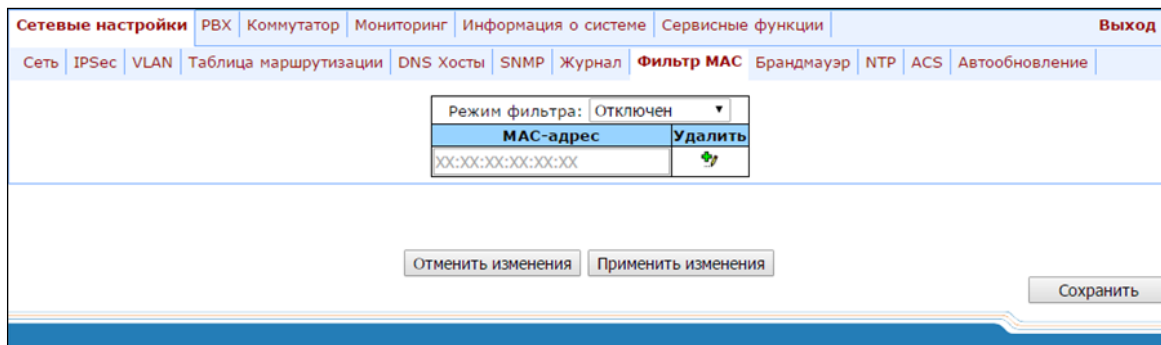 Сетевые настройки PBX Коммутатор Мониторинг Информация о системе Сервисные функции Выход
Сеть IPSec VLAN Таблица маршрутизации DNS Хосты SNMP Журнал Фильтр MAC Брандмауэр NTP ACS Автообновление
Режим фильтра: Отключен
MAC-адрес Удалить
XX:XX:XX:XX:XX:XX
Отменить изменения Применить изменения
Сохранить